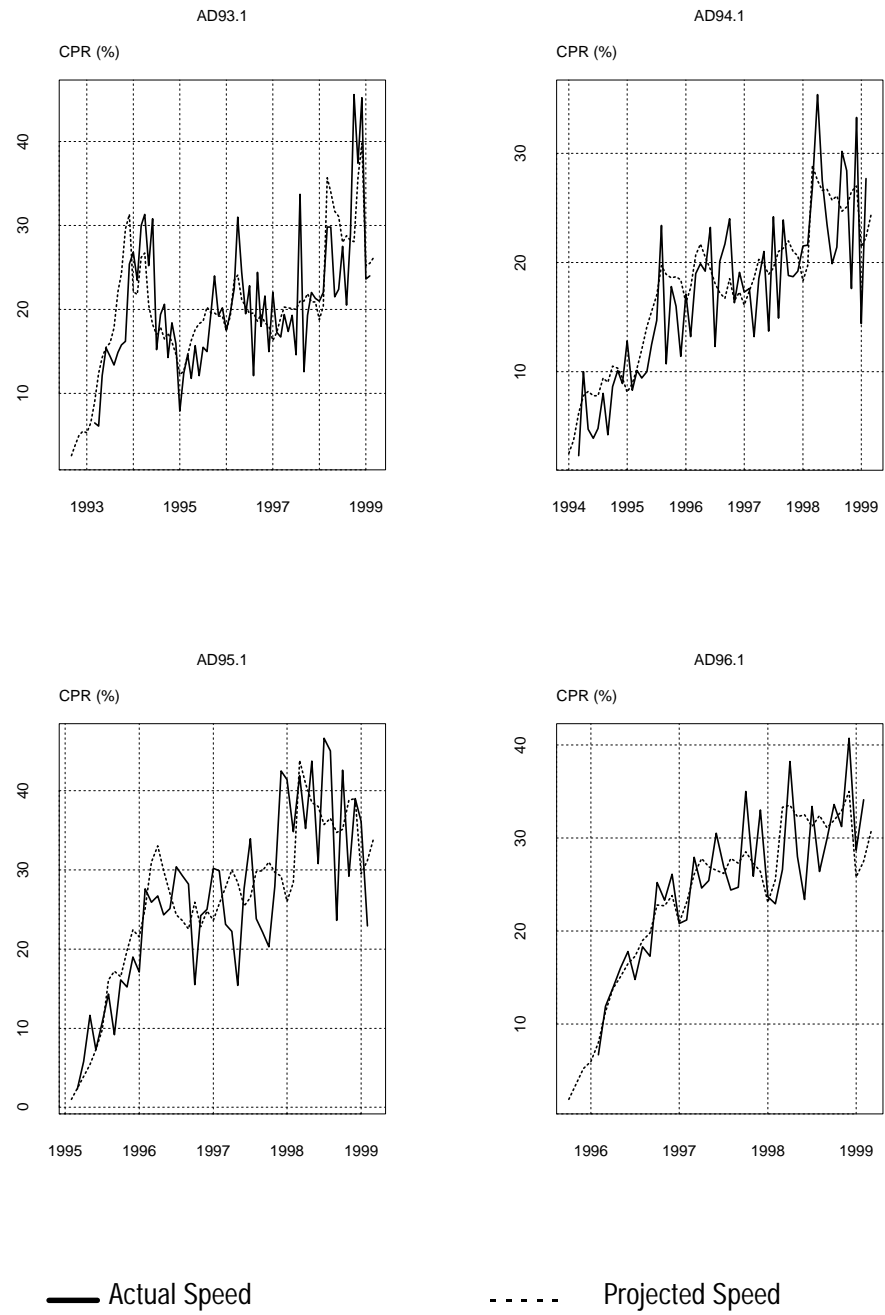 AD93.1
CPR (%)
40
30
20
10
1993 1995 1997 1999
AD94.1
CPR (%)
30
20
10
1994 1995 1996 1997 1998 1999
AD95.1
CPR (%)
40
30
20
10
0
1995 1996 1997 1998 1999
AD96.1
CPR (%)
40
30
20
10
1996 1997 1998 1999
Actual Speed
Projected Speed